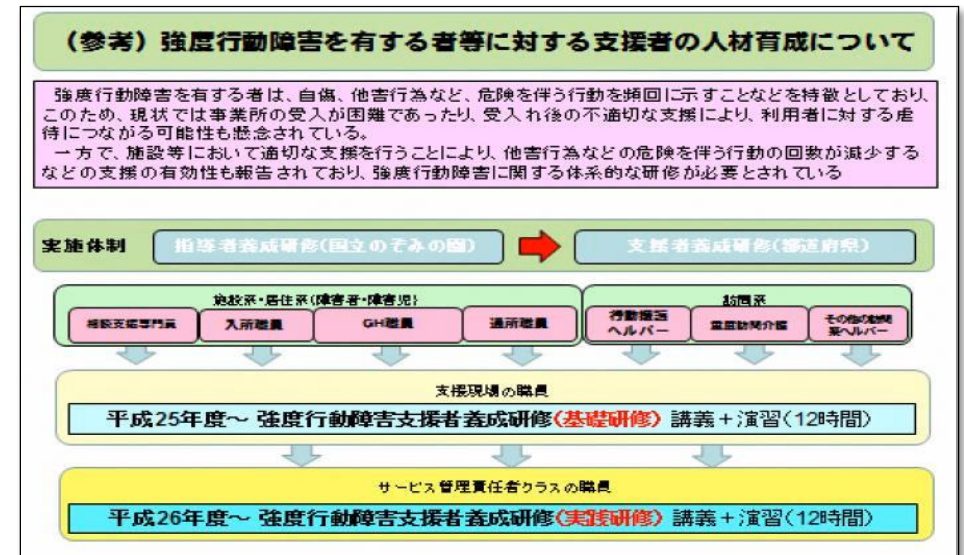 （参考）強度行動障害を有する者等に対する支援者の人材育成について
強度行動障害を有する者は、自傷、他害行為など、危険を伴う行動を頻回に示すことなどを特徴としており、
このため、現状では事業所の受入が困難であったり、受入れ後の不適切な支援により、利用者に対する虐
待につながる可能性も懸念されている。
一方で、施設等において適切な支援を行うことにより、他害行為などの危険を伴う行動の回数が減少する
などの支援の有効性も報告されており、強度行動障害に関する体系的な研修が必要とされている
実施体制
指導者養成研修（国立のぞみの園）
支援者養成研修（都道府県）
施設系・居住系（障害者・障害児）
訪問系
相談支援専門員
入所職員
GH職員
通所職員
行動援護
ヘルパー
重度訪問介護
その他の訪問
系ヘルパー
支援現場の職員
平成25年度～ 強度行動障害支援者養成研修（基礎研修） 講義＋演習（12時間）
サービス管理責任者クラスの職員
平成26年度～ 強度行動障害支援者養成研修（実践研修） 講義＋演習（12時間）